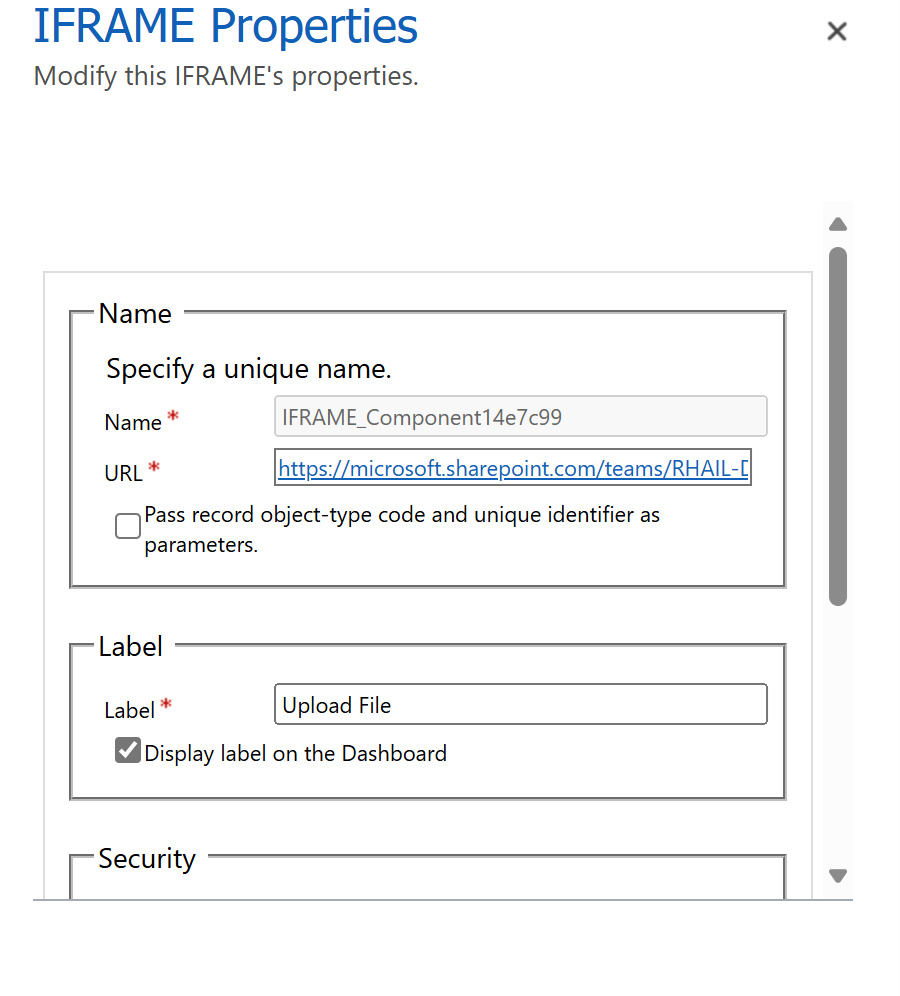 IFRAME Properties
Modify this IFRAME's properties.
Name
Specify a unique name.
Name *
IFRAME_Component14e7c99
URL *
https://microsoft.sharepoint.com/teams/RHAIL-
Pass record object-type code and unique identifier as
parameters.
Label
Label *
Upload File
Display label on the Dashboard
Security